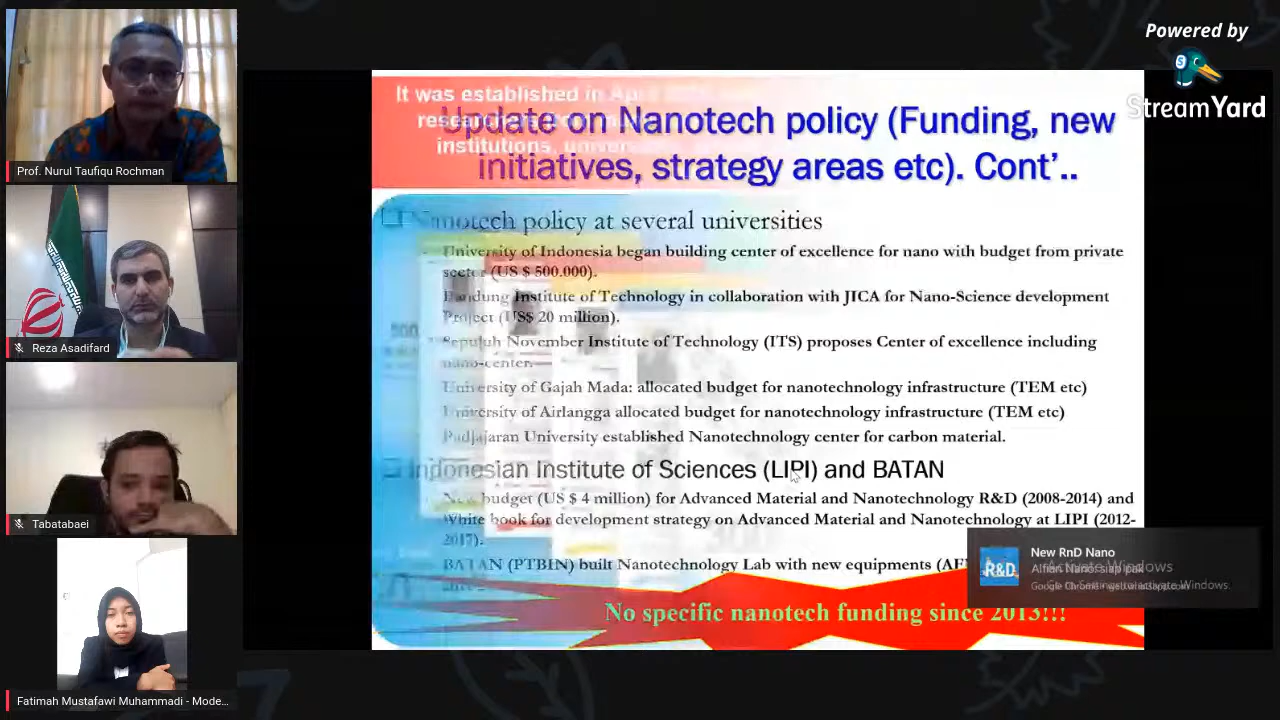 Powered by
StreamYard
Prof. Nurul Taufiqu Rochman
Reza Asadifard
Tabatabaei
Fatimah Mustafawi Muhammadi - Mode...
It was established in
Update on Nanotech policy (Funding, new
initiatives, strategy areas etc). Cont'..
Nanotech policy at several universities
University of Indonesia began building center of excellence for nano with budget from private
sector (US $ 500.000).
Bandung Institute of Technology in collaboration with JICA for Nano-Science development
Project (US$ 20 million).
Sepuluh November Institute of Technology (ITS) proposes Center of excellence including
nano-center.
University of Gajah Mada: allocated budget for nanotechnology infrastructure (TEM etc)
University of Airlangga allocated budget for nanotechnology infrastructure (TEM etc)
Padjajaran University established Nanotechnology center for carbon material.
Indonesian Institute of Sciences (LIPI) and BATAN
New budget (US $ 4 million) for Advanced Material and Nanotechnology R&D (2008-2014) and
White book for development strategy on Advanced Material and Nanotechnology at LIPI (2012-
2017).
BATAN (PTBIN) built Nanotechnology Lab with new equipments
No specific nanotech funding since 2013!!!
R&D
New RnD Nano
Activate Windows